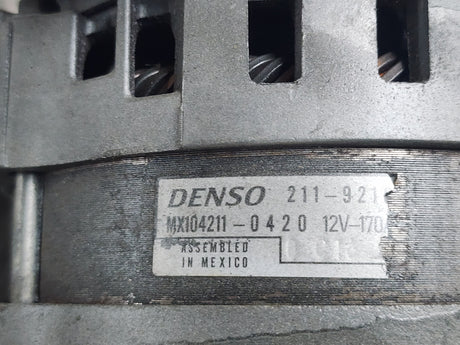 DENSO 211-921
MX104211-0420 12V-170
ASSEMBLED
IN MEXICO